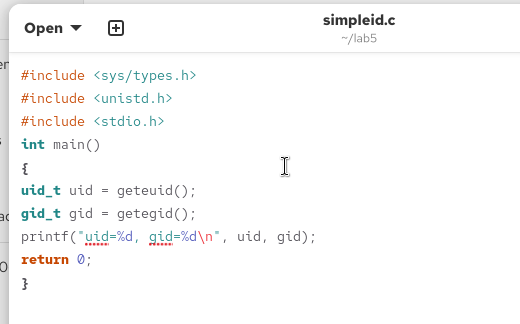 Open
simpleid.c
~/lab5
#include <sys/types.h>
#include <unistd.h>
#include <stdio.h>
int main()
{
uid_t uid = geteuid();
gid_t gid = getegid();
printf("uid=%d, gid=%d\n", uid, gid);
return 0;
}